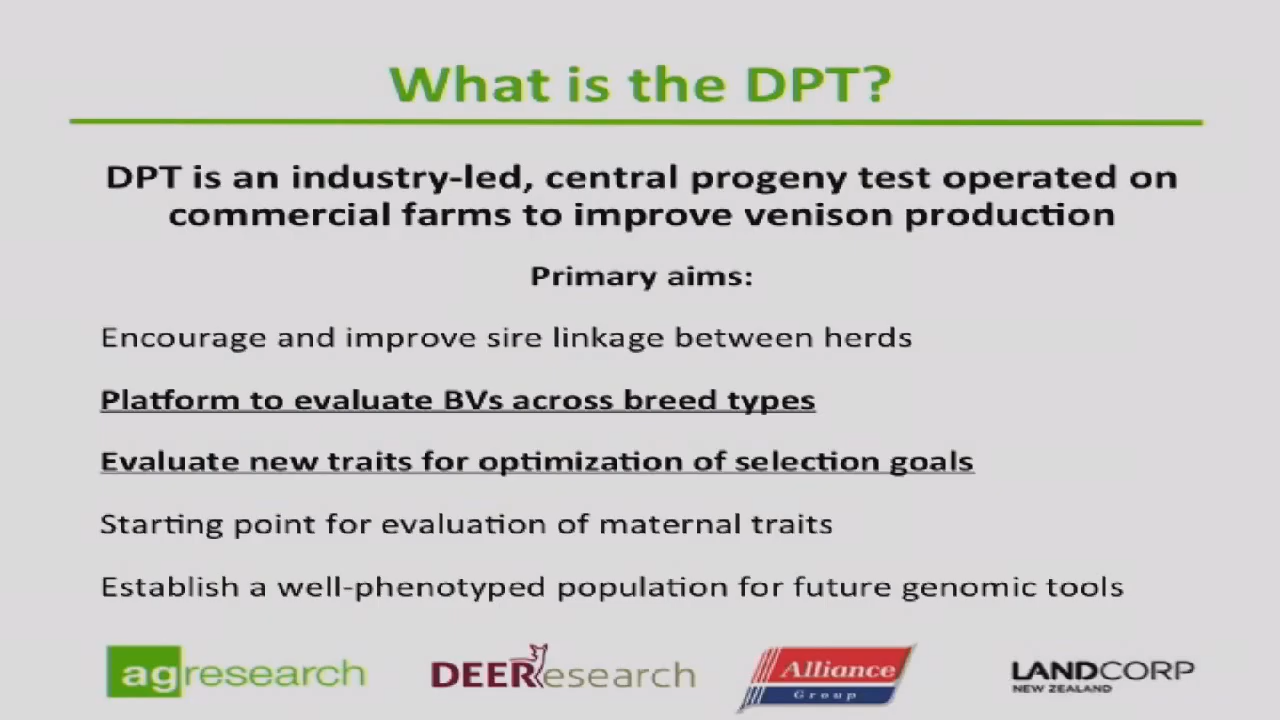 What is the DPT?
DPT is an industry-led, central progeny test operated on
commercial farms to improve venison production
Primary aims:
Encourage and improve sire linkage between herds
Platform to evaluate BVs across breed types
Evaluate new traits for optimization of selection goals
Starting point for evaluation of maternal traits
Establish a well-phenotyped population for future genomic tools
agresearch
DEEResearch
Alliance
Group
LANDCORP
NEW ZEALAND